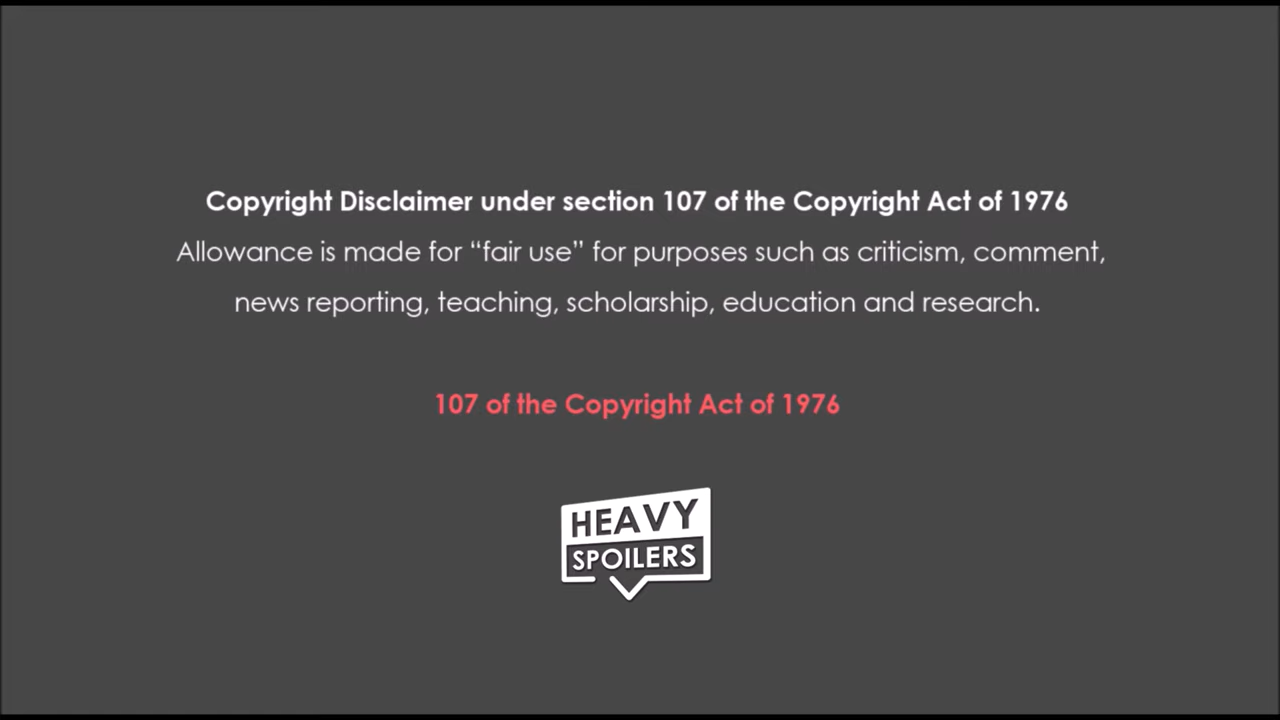 Copyright Disclaimer under section 107 of the Copyright Act of 1976
Allowance is made for “fair use” for purposes such as criticism, comment,
news reporting, teaching, scholarship, education and research.
107 of the Copyright Act of 1976
HEAVY
SPOILERS